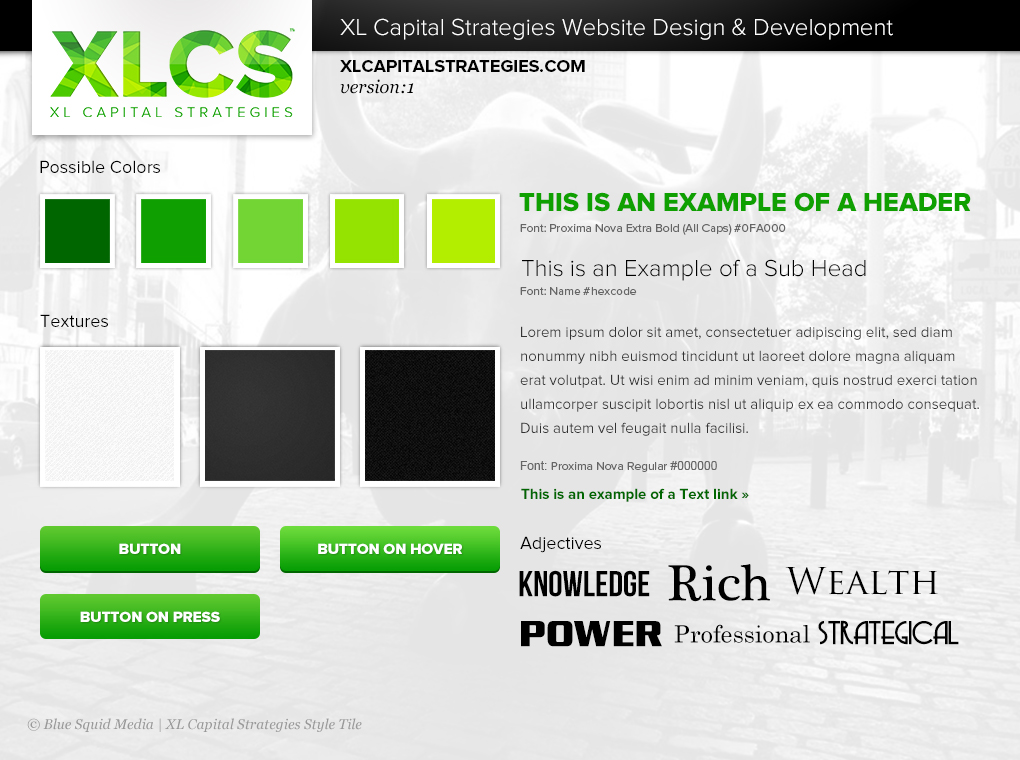 XLCS™
XL CAPITAL STRATEGIES
XL Capital Strategies Website Design & Development
XLCAPITALSTRATEGIES.COM
version:1
Possible Colors
Textures
BUTTON
BUTTON ON HOVER
BUTTON ON PRESS
THIS IS AN EXAMPLE OF A HEADER
Font: Proxima Nova Extra Bold (All Caps) #0FA000
This is an Example of a Sub Head
Font: Name #hexcode
Lorem ipsum dolor sit amet, consectetuer adipiscing elit, sed diam
nonummy nibh euismod tincidunt ut laoreet dolore magna aliquam
erat volutpat. Ut wisi enim ad minim veniam, quis nostrud exerci tation
ullamcorper suscipit lobortis nisl ut aliquip ex ea commodo consequat.
Duis autem vel feugait nulla facilisi.
Font: Proxima Nova Regular #000000
This is an example of a Text link »
Adjectives
KNOWLEDGE Rich WEALTH
POWER Professional STRATEGICAL
© Blue Squid Media | XL Capital Strategies Style Tile